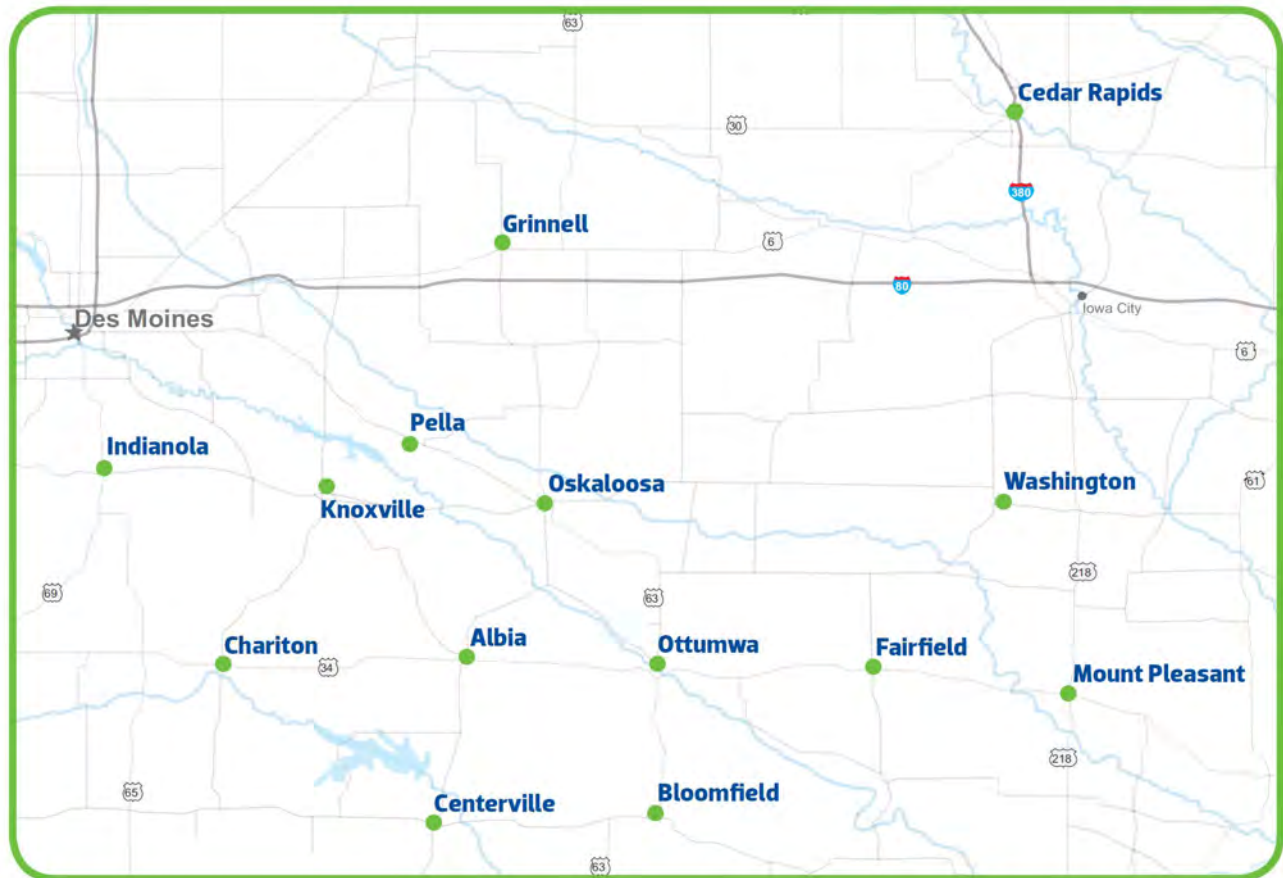 63
Cedar Rapids
30
380
Grinnell
6
80
Iowa City
Des Moines
6
Pella
Indianola
Oskaloosa
Washington
61
Knoxville
218
69
63
Chariton
Albia
Ottumwa
Fairfield
34
Mount Pleasant
218
65
Centerville
Bloomfield
63